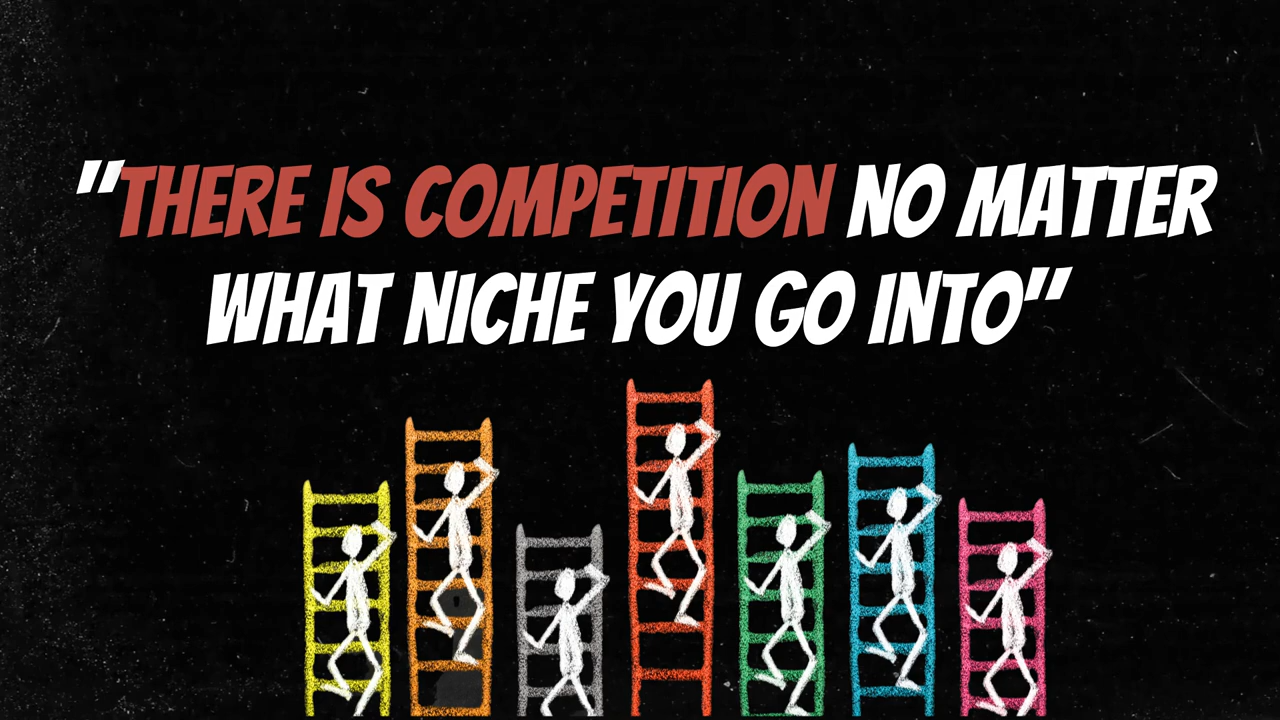 "THERE IS COMPETITION NO MATTER
WHAT NICHE YOU GO INTO"